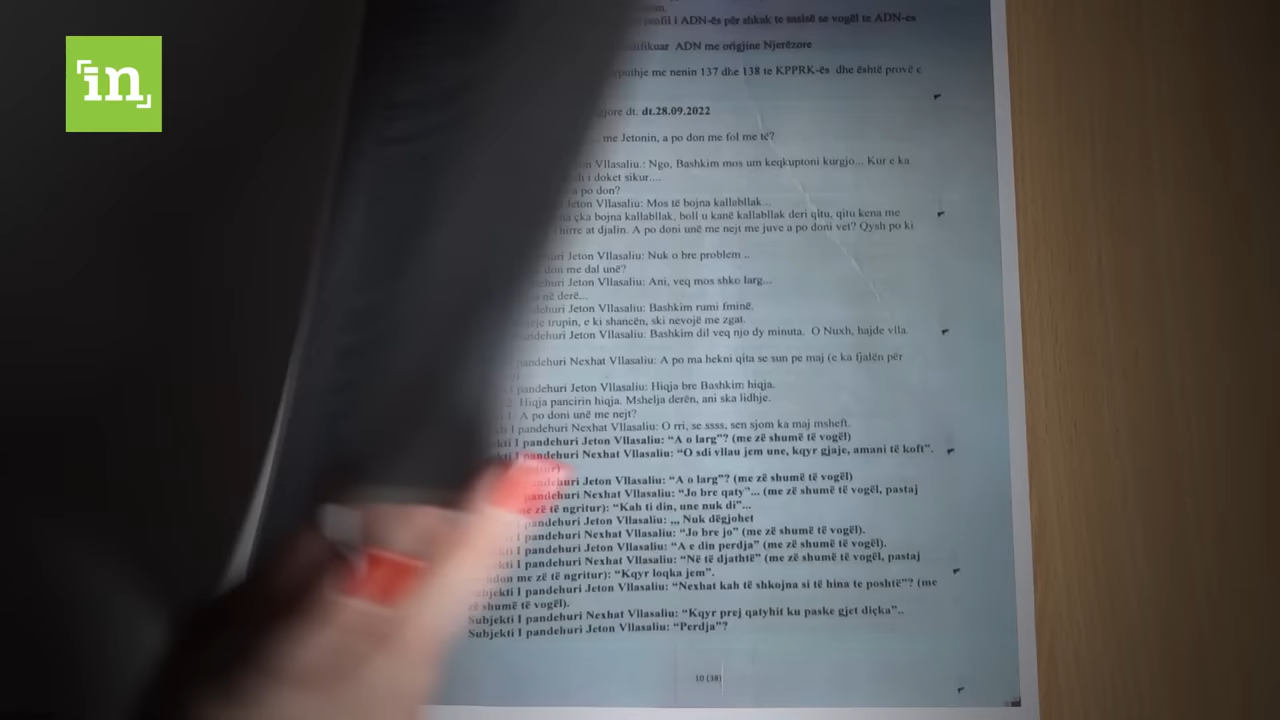 in
profil i ADN-ës për shkak te sasisë se vogël te ADN-es
ADN me origjine Njerëzore
me nenin 137 dhe 138 te KPPRK-ës dhe është provë e
dt. dt.28.09.2022
me Jetonin, a po don me fol me të?
Vllasaliu.: Ngo, Bashkim mos um keqkuptoni kurgjo... Kur e ka
i doket sikur....
a po don?
Jeton Vllasaliu: Mos të bojna kallabllak...
çka bojna kallabllak, boll u kanë kallabllak deri qitu, qitu kena me
hirre at djalin. A po doni unë me nejt me juve a po doni vet? Qysh po ki
Jeton Vllasaliu: Nuk o bre problem ..
don me dal unë?
Jeton Vllasaliu: Ani, veq mos shko larg...
në derë...
Jeton Vllasaliu: Bashkim rumi fminë.
trupin, e ki shancën, ski nevojë me zgat.
pandehuri Jeton Vllasaliu: Bashkim dil veq njo dy minuta. O Nuxh, hajde vlla.
pandehuri Nexhat Vllasaliu: A po ma hekni qita se sun pe maj (e ka fjalën për
I pandehuri Jeton Vllasaliu: Hiqja bre Bashkim hiqja.
2: Hiqja pancirin hiqja. Mshelja derën, ani ska lidhje.
A po doni unë me nejt?
I pandehuri Nexhat Vllasaliu: O rri, se ssss, sen sjom ka maj msheft.
I pandehuri Jeton Vllasaliu: “A o larg”? (me zë shumë të vogël)
I pandehuri Nexhat Vllasaliu: “O sdi vllau jem une, kqyr gjaje, amani të koft”.
pandehuri Jeton Vllasaliu: “A o larg”? (me zë shumë të vogël)
pandehuri Nexhat Vllasaliu: “Jo bre qaty”... (me zë shumë të vogël, pastaj
me zë të ngritur): “Kah ti din, une nuk di”...
I pandehuri Jeton Vllasaliu: ,,, Nuk dëgjohet
I pandehuri Nexhat Vllasaliu: “Jo bre jo” (me zë shumë të vogël).
I pandehuri Jeton Vllasaliu: “A e din perdja” (me zë shumë të vogël).
I pandehuri Nexhat Vllasaliu: “Në të djathtë” (me zë shumë të vogël, pastaj
me zë të ngritur): “Kqyr loqka jem”.
Subjekti I pandehuri Jeton Vllasaliu: “Nexhat kah të shkojna si të hina te poshtë”? (me
zë shumë të vogël).
Subjekti I pandehuri Nexhat Vllasaliu: “Kqyr prej qatyhit ku paske gjet diçka”..
Subjekti I pandehuri Jeton Vllasaliu: “Perdja”?
10 (38)